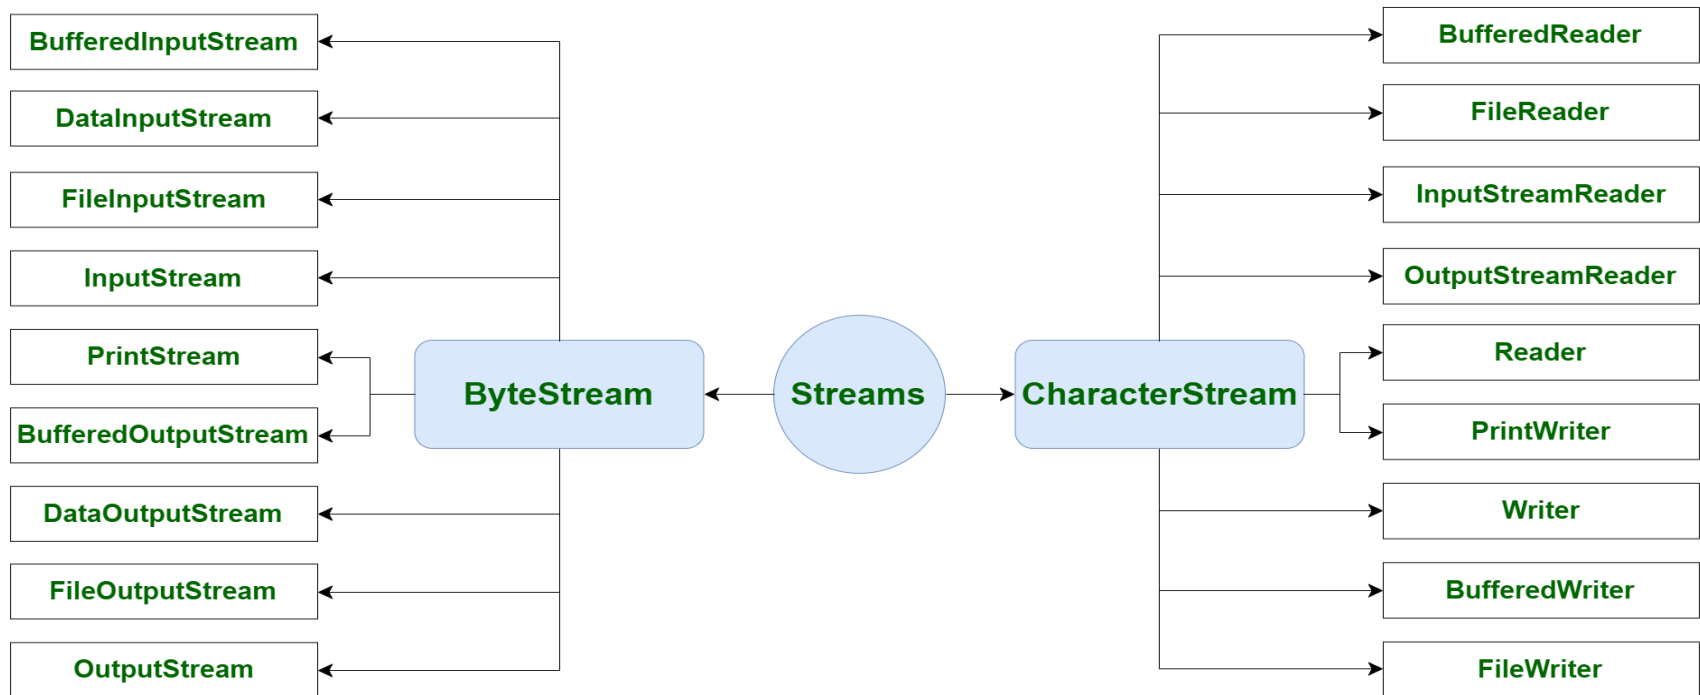 BufferedInputStream
DataInputStream
FileInputStream
InputStream
PrintStream
BufferedOutputStream
DataOutputStream
FileOutputStream
OutputStream
ByteStream
Streams
CharacterStream
BufferedReader
FileReader
InputStreamReader
OutputStreamReader
Reader
PrintWriter
Writer
BufferedWriter
FileWriter